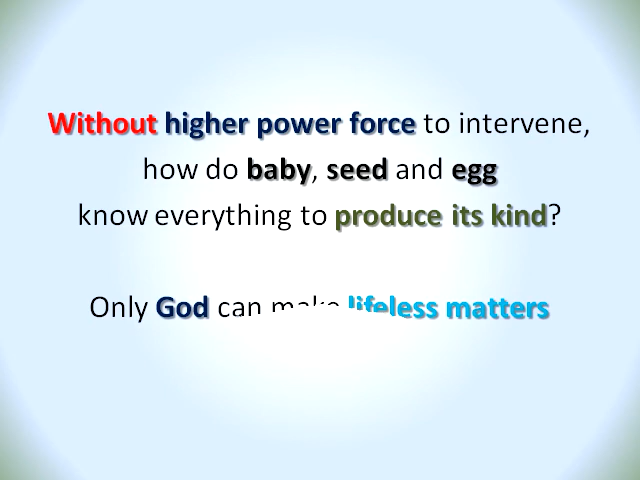 Without higher power force to intervene,
how do baby, seed and egg
know everything to produce its kind?
Only God can make lifeless matters